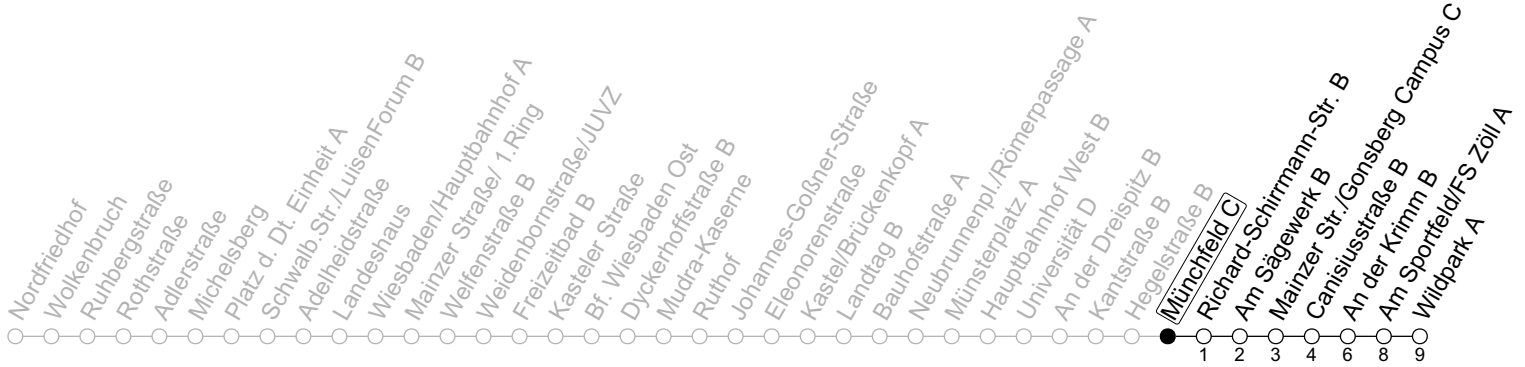 Nordfriedhof
Wolkenbruch
Ruhbergstraße
Rothstraße
Adlerstraße
Michelsberg
Platz d. Dt. Einheit A
Schwalb.Str./LuisenForum B
Adelheidstraße
Landeshaus
Wiesbaden/Hauptbahnhof A
Mainzer Straße/ 1.Ring
Welfenstraße B
Weidenbornstraße/JUVZ
Freizeitbad B
Kasteler Straße
Bf. Wiesbaden Ost
Dyckerhoffstraße B
Mudra-Kaserne
Ruthof
Johannes-Goßner-Straße
Eleonorenstraße
Kastel/Brückenkopf A
Landtag B
Bauhofstraße A
Neubrunnenpl./Römerpassage A
Münsterplatz A
Hauptbahnhof West B
Universität D
An der Dreispitz B
Kantstraße B
Hegelstraße B
Münchfeld C
Richard-Schirrmann-Str. B
Am Sägewerk B
Mainzer Str./Gonsberg Campus C
Canisiusstraße B
An der Krimm B
Am Sportfeld/FS Zöll A
Wildpark A
1 2 3 4 6 8 9